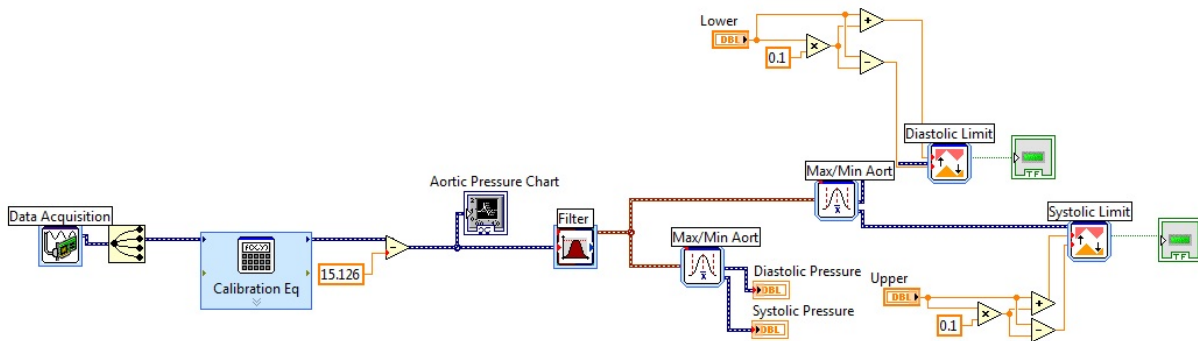 Lower
DBL
0.1
x
+
-
Diastolic Limit
TF
Max/Min Aort
Aortic Pressure Chart
Data Acquisition
Filter
Systolic Limit
TF
F(X,Y)
Calibration Eq
15.126
-
Max/Min Aort
Diastolic Pressure
DBL
Systolic Pressure
DBL
Upper
DBL
0.1
x
+
-